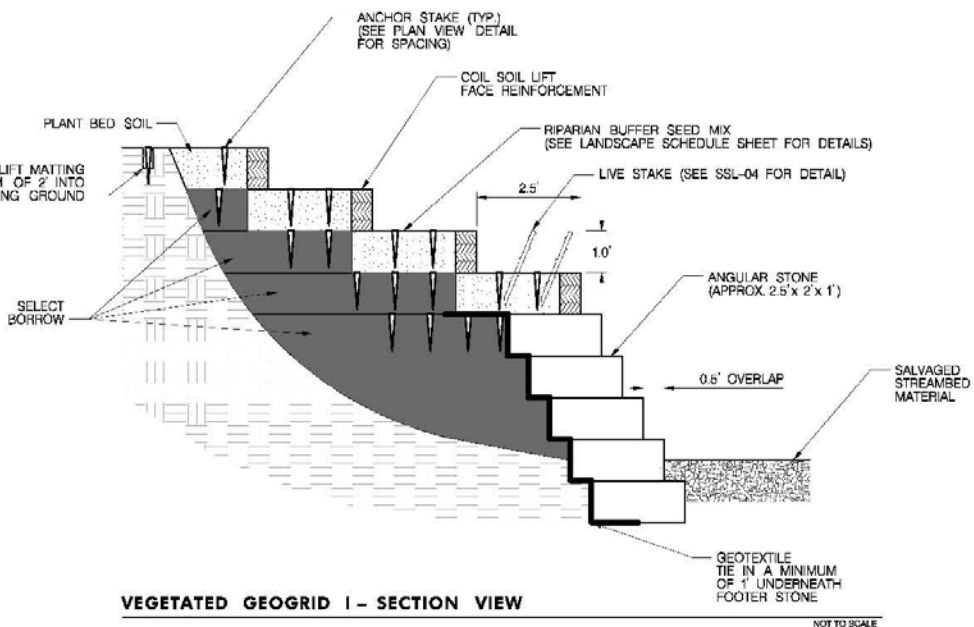 ANCHOR STAKE (TYP.)
(SEE PLAN VIEW DETAIL
FOR SPACING)
COIL SOIL LIFT
FACE REINFORCEMENT
PLANT BED SOIL
RIPARIAN BUFFER SEED MIX
(SEE LANDSCAPE SCHEDULE SHEET FOR DETAILS)
LIFT MATTING
M OF 2' INTO
NG GROUND
2.5'
LIVE STAKE (SEE SSL-04 FOR DETAIL)
1.0'
ANGULAR STONE
(APPROX. 2.5'x 2'x 1')
SELECT
BORROW
0.5' OVERLAP
SALVAGED
STREAMBED
MATERIAL
GEOTEXTILE
TIE IN A MINIMUM
OF 1' UNDERNEATH
FOOTER STONE
VEGETATED GEOGRID I - SECTION VIEW
NOT TO SCALE